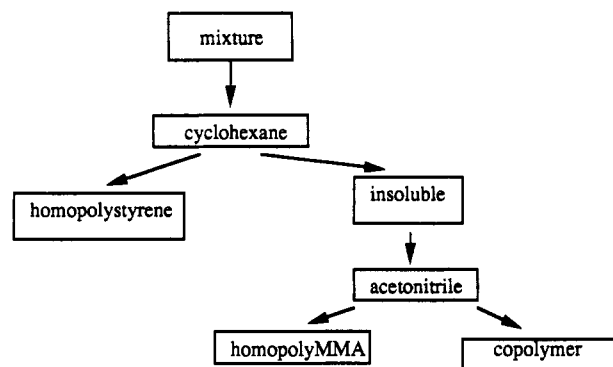 mixture
cyclohexane
homopolystyrene
insoluble
acetonitrile
homopolyMMA
copolymer